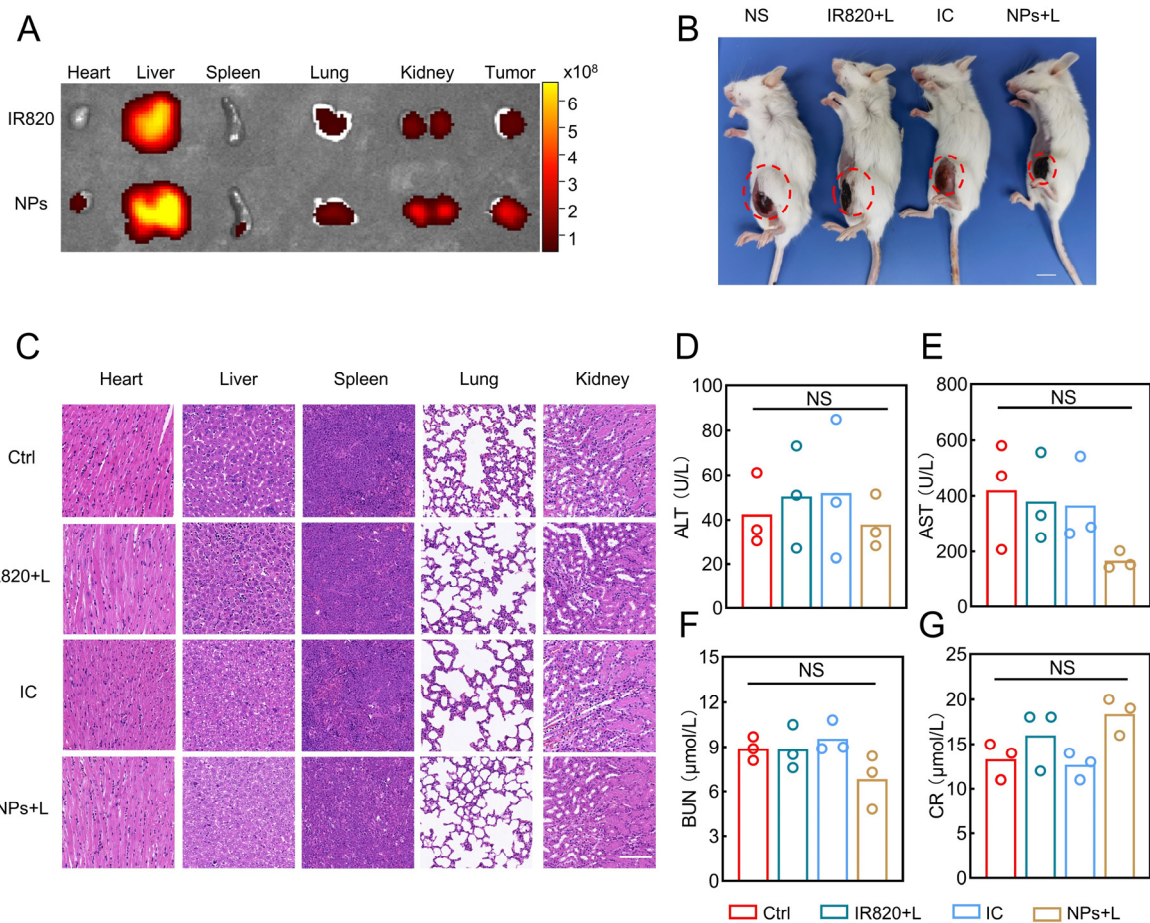 A
Heart Liver Spleen Lung Kidney Tumor
x10⁸
IR820
NPs
6
5
4
3
2
1
B
NS IR820+L IC NPs+L
C
Heart Liver Spleen Lung Kidney
Ctrl
R820+L
IC
NPs+L
D
ALT (U/L)
100
80
60
40
20
0
NS
E
AST (U/L)
800
600
400
200
0
NS
F
BUN (μmol/L)
15
12
9
6
3
0
NS
G
CR (μmol/L)
25
20
15
10
5
0
NS
Ctrl IR820+L IC NPs+L